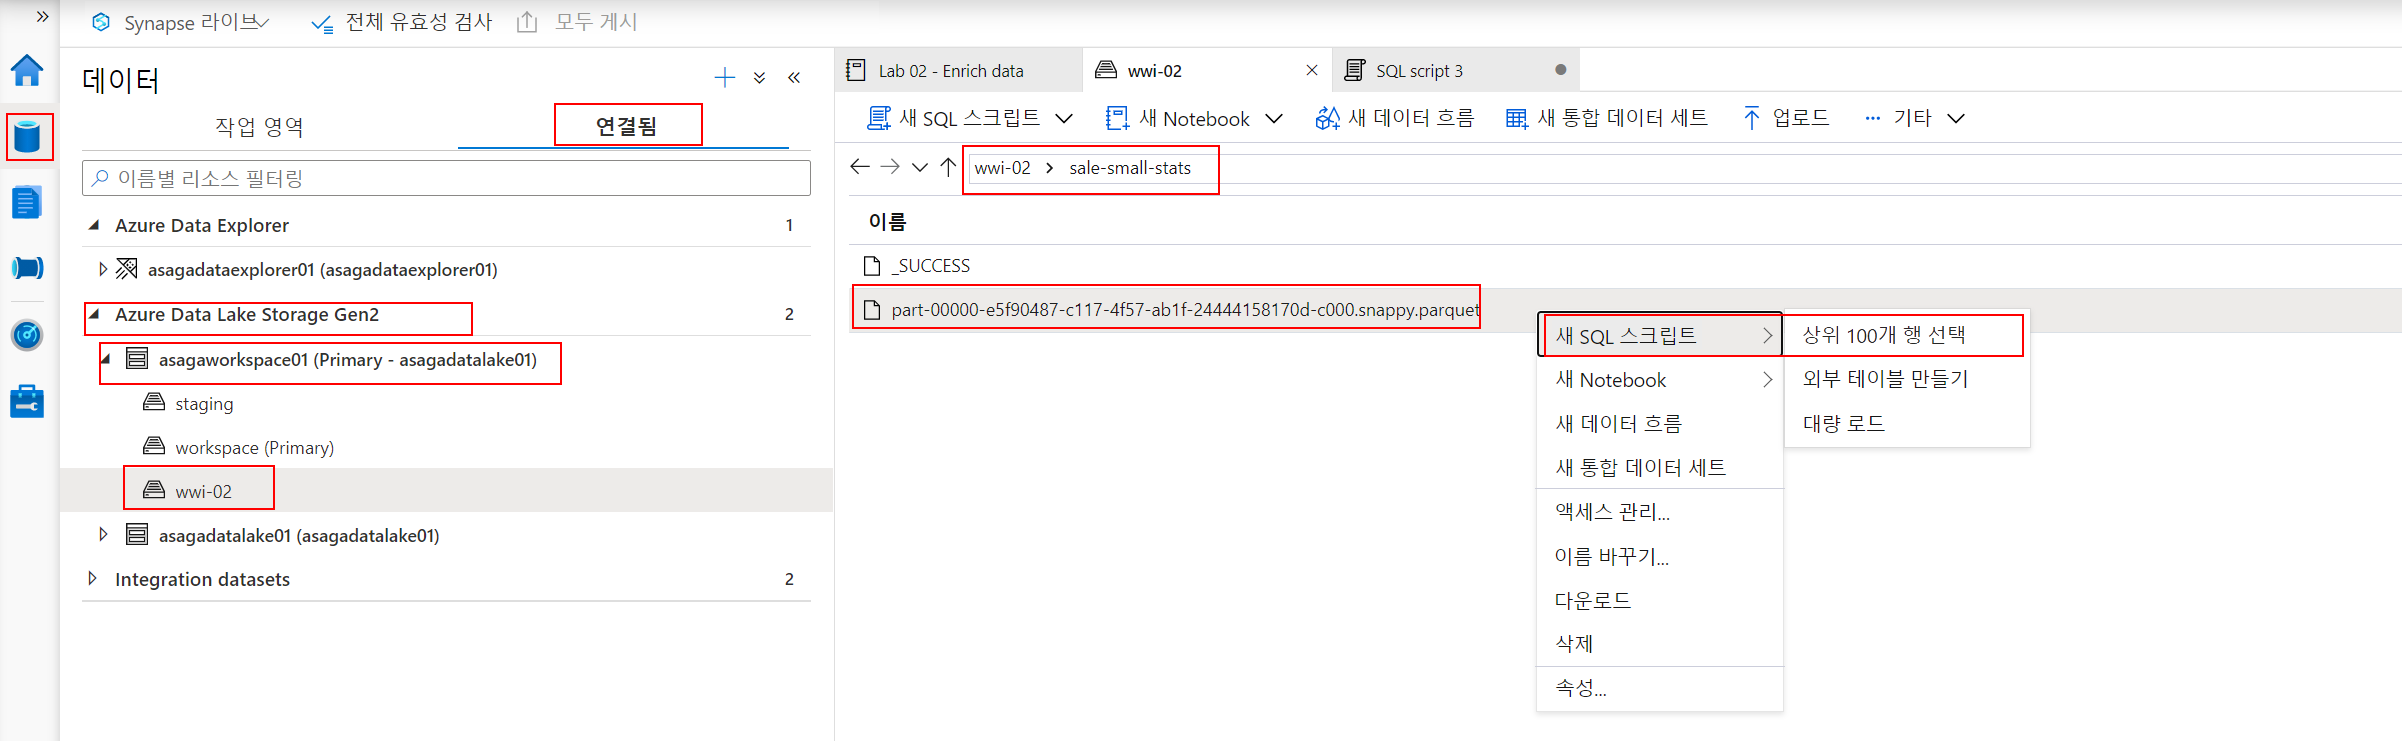 »
Synapse 라이브
전체 유효성 검사
모두 게시
데이터
작업 영역
연결됨
이름별 리소스 필터링
Azure Data Explorer 1
asagadataexplorer01 (asagadataexplorer01)
Azure Data Lake Storage Gen2 2
asagaworkspace01 (Primary - asagadatalake01)
staging
workspace (Primary)
wwi-02
asagadatalake01 (asagadatalake01)
Integration datasets 2
Lab 02 - Enrich data
wwi-02
SQL script 3
새 SQL 스크립트
새 Notebook
새 데이터 흐름
새 통합 데이터 세트
업로드
기타
wwi-02 > sale-small-stats
이름
_SUCCESS
part-00000-e5f90487-c117-4f57-ab1f-24444158170d-c000.snappy.parquet
새 SQL 스크립트
새 Notebook
새 데이터 흐름
새 통합 데이터 세트
액세스 관리...
이름 바꾸기...
다운로드
삭제
속성...
상위 100개 행 선택
외부 테이블 만들기
대량 로드